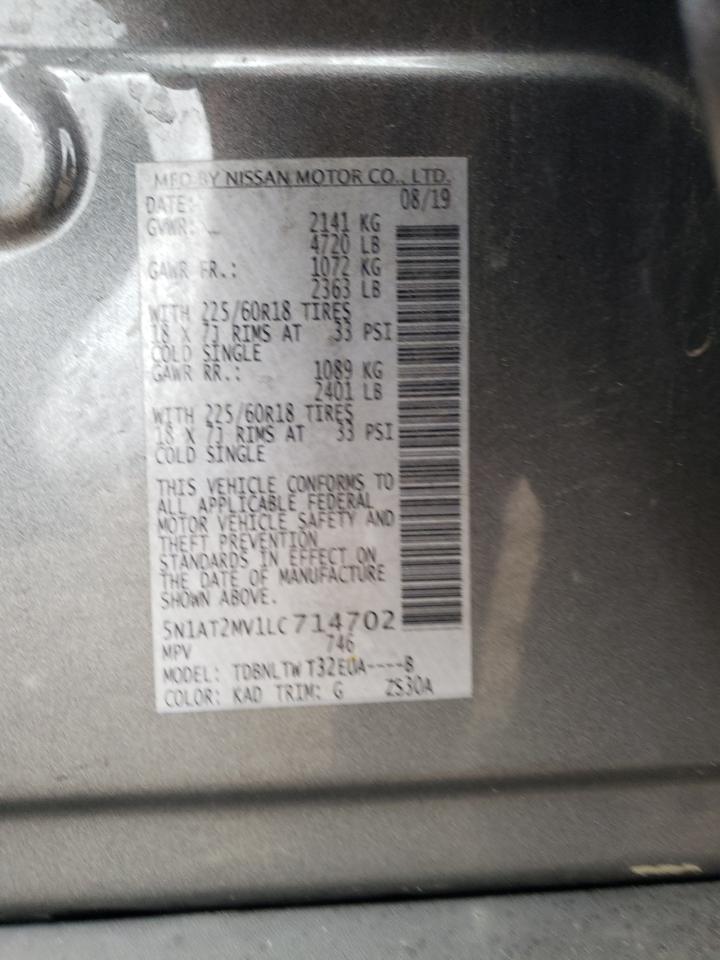 MFD BY NISSAN MOTOR CO., LTD.
DATE: 08/19
GVWR: 2141 KG
4720 LB
GAWR FR.: 1072 KG
2363 LB
WITH 225/60R18 TIRES
18 X 7J RIMS AT 33 PSI
COLD SINGLE
GAWR RR.: 1089 KG
2401 LB
WITH 225/60R18 TIRES
18 X 7J RIMS AT 33 PSI
COLD SINGLE
THIS VEHICLE CONFORMS TO
ALL APPLICABLE FEDERAL
MOTOR VEHICLE SAFETY AND
THEFT PREVENTION
STANDARDS IN EFFECT ON
THE DATE OF MANUFACTURE
SHOWN ABOVE.
5N1AT2MV1LC714702
MPV 746
MODEL: TDBNLTW T32EUA----B
COLOR: KAD TRIM: G ZS30A